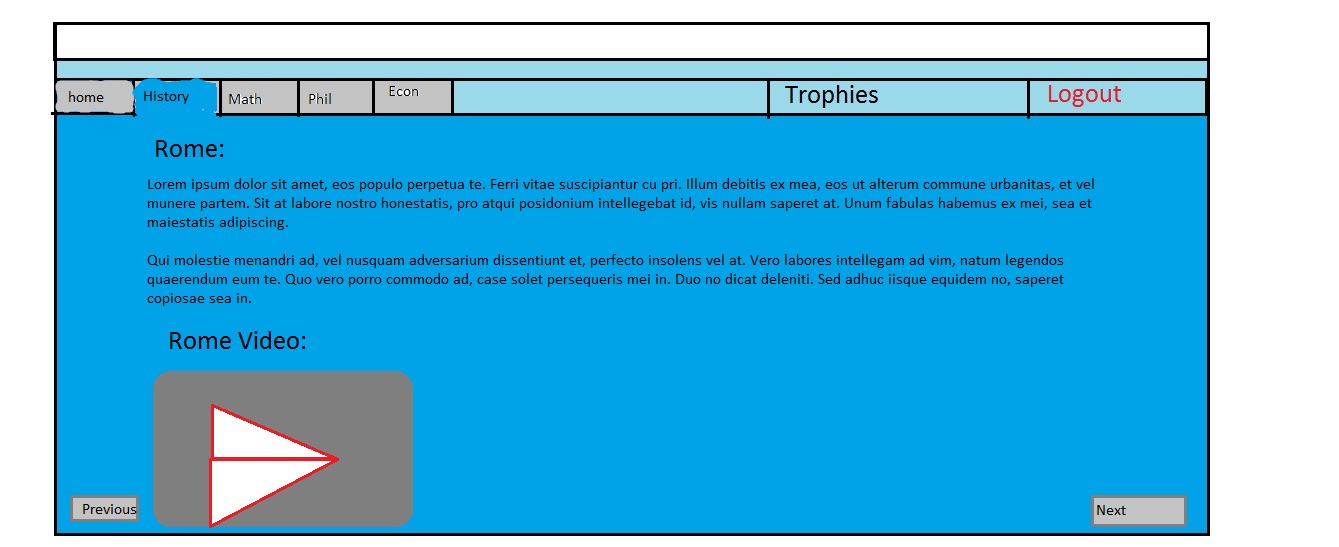 home
History
Math
Phil
Econ
Trophies
Logout
Rome:
Lorem ipsum dolor sit amet, eos populo perpetua te. Ferri vitae suscipiantur cu pri. Illum debitis ex mea, eos ut alterum commune urbanitas, et vel
munere partem. Sit at labore nostro honestatis, pro atqui posidonium intellegebat id, vis nullam saperet at. Unum fabulas habemus ex mei, sea et
maiestatis adipiscing.
Qui molestie menandri ad, vel nusquam adversarium dissentiunt et, perfecto insolens vel at. Vero labores intellegam ad vim, natum legendos
quaerendum eum te. Quo vero porro commodo ad, case solet persequeris mei in. Duo no dicat deleniti. Sed adhuc iisque equidem no, saperet
copiosae sea in.
Rome Video:
Previous
Next